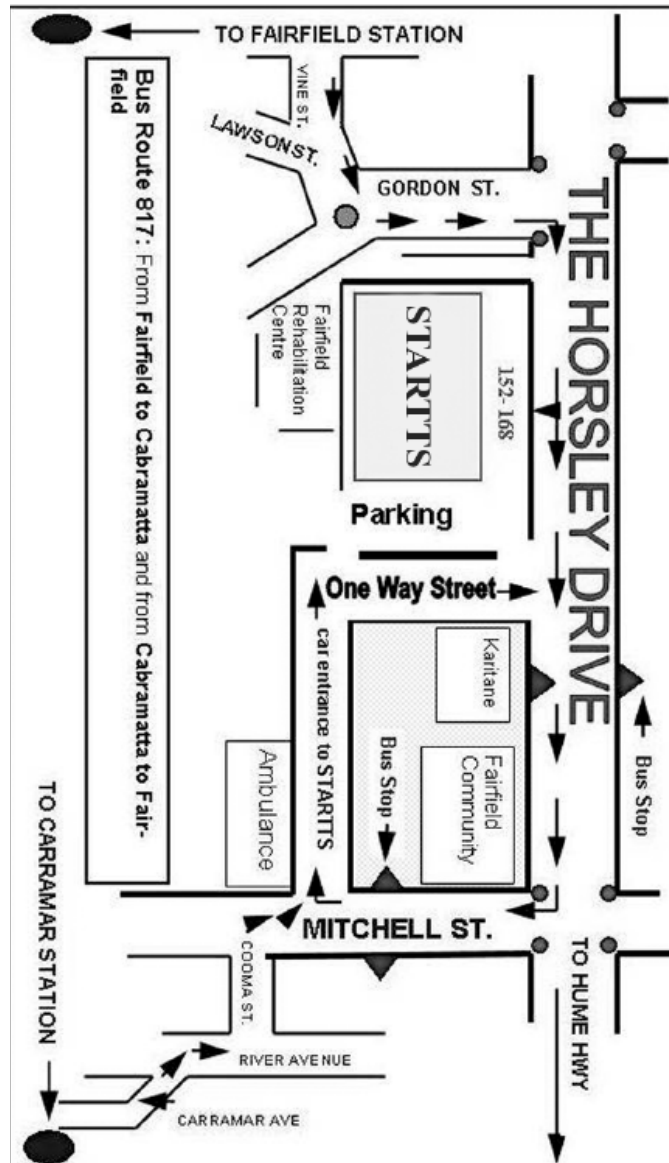 TO FAIRFIELD STATION
VINE ST.
LAWSON ST.
GORDON ST.
Bus Route 817: From Fairfield to Cabramatta and from Cabramatta to Fair-
field
THE HORSLEY DRIVE
Fairfield
Rehabilitation
Centre
STARTTS
152-168
Parking
One Way Street
car entrance to STARTTS
Karitane
Bus Stop
Fairfield
Community
Bus Stop
Ambulance
MITCHELL ST.
COOMA ST.
TO CARRAMAR STATION
TO HUME HWY
RIVER AVENUE
CARRAMAR AVE